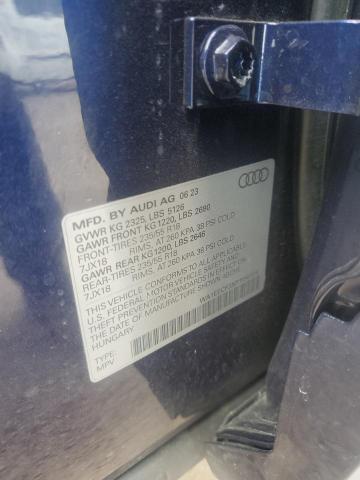 MFD. BY AUDI AG 06 23
GVWR KG 2325, LBS 5126
GAWR FRONT KG 1220, LBS 2690
FRONT-TIRES 235/55 R18
7JX18 RIMS, AT 260 KPA 38 PSI COLD
GAWR REAR KG 1200, LBS 2646
REAR-TIRES 235/55 R18
7JX18 RIMS, AT 260 KPA 38 PSI COLD
THIS VEHICLE CONFORMS TO ALL APPLICABLE
U.S. FEDERAL MOTOR VEHICLE SAFETY AND
THEFT PREVENTION STANDARDS IN EFFECT ON
THE DATE OF MANUFACTURE SHOWN ABOVE.
HUNGARY
TYPE:
MPV